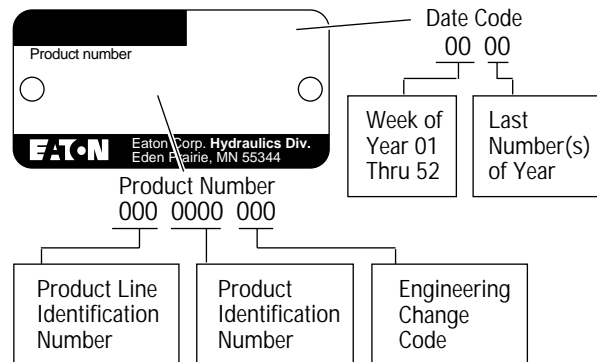 Date Code
00 00
Product number
Week of
Year 01
Thru 52
Last
Number(s)
of Year
EATON
Eaton Corp. Hydraulics Div.
Eden Prairie, MN 55344
Product Number
000 0000 000
Product Line
Identification
Number
Product
Identification
Number
Engineering
Change
Code